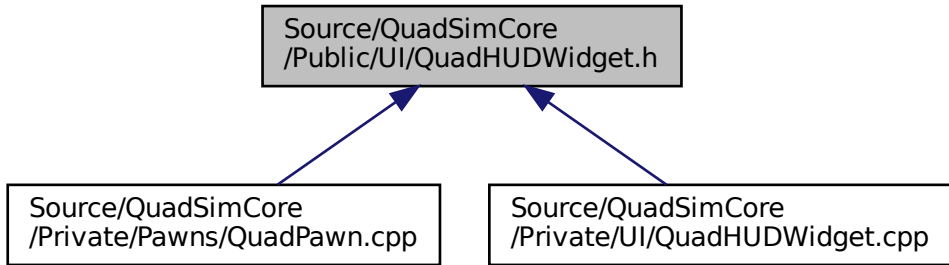 Source/QuadSimCore
/Public/UI/QuadHUDWidget.h
Source/QuadSimCore
/Private/Pawns/QuadPawn.cpp
Source/QuadSimCore
/Private/UI/QuadHUDWidget.cpp